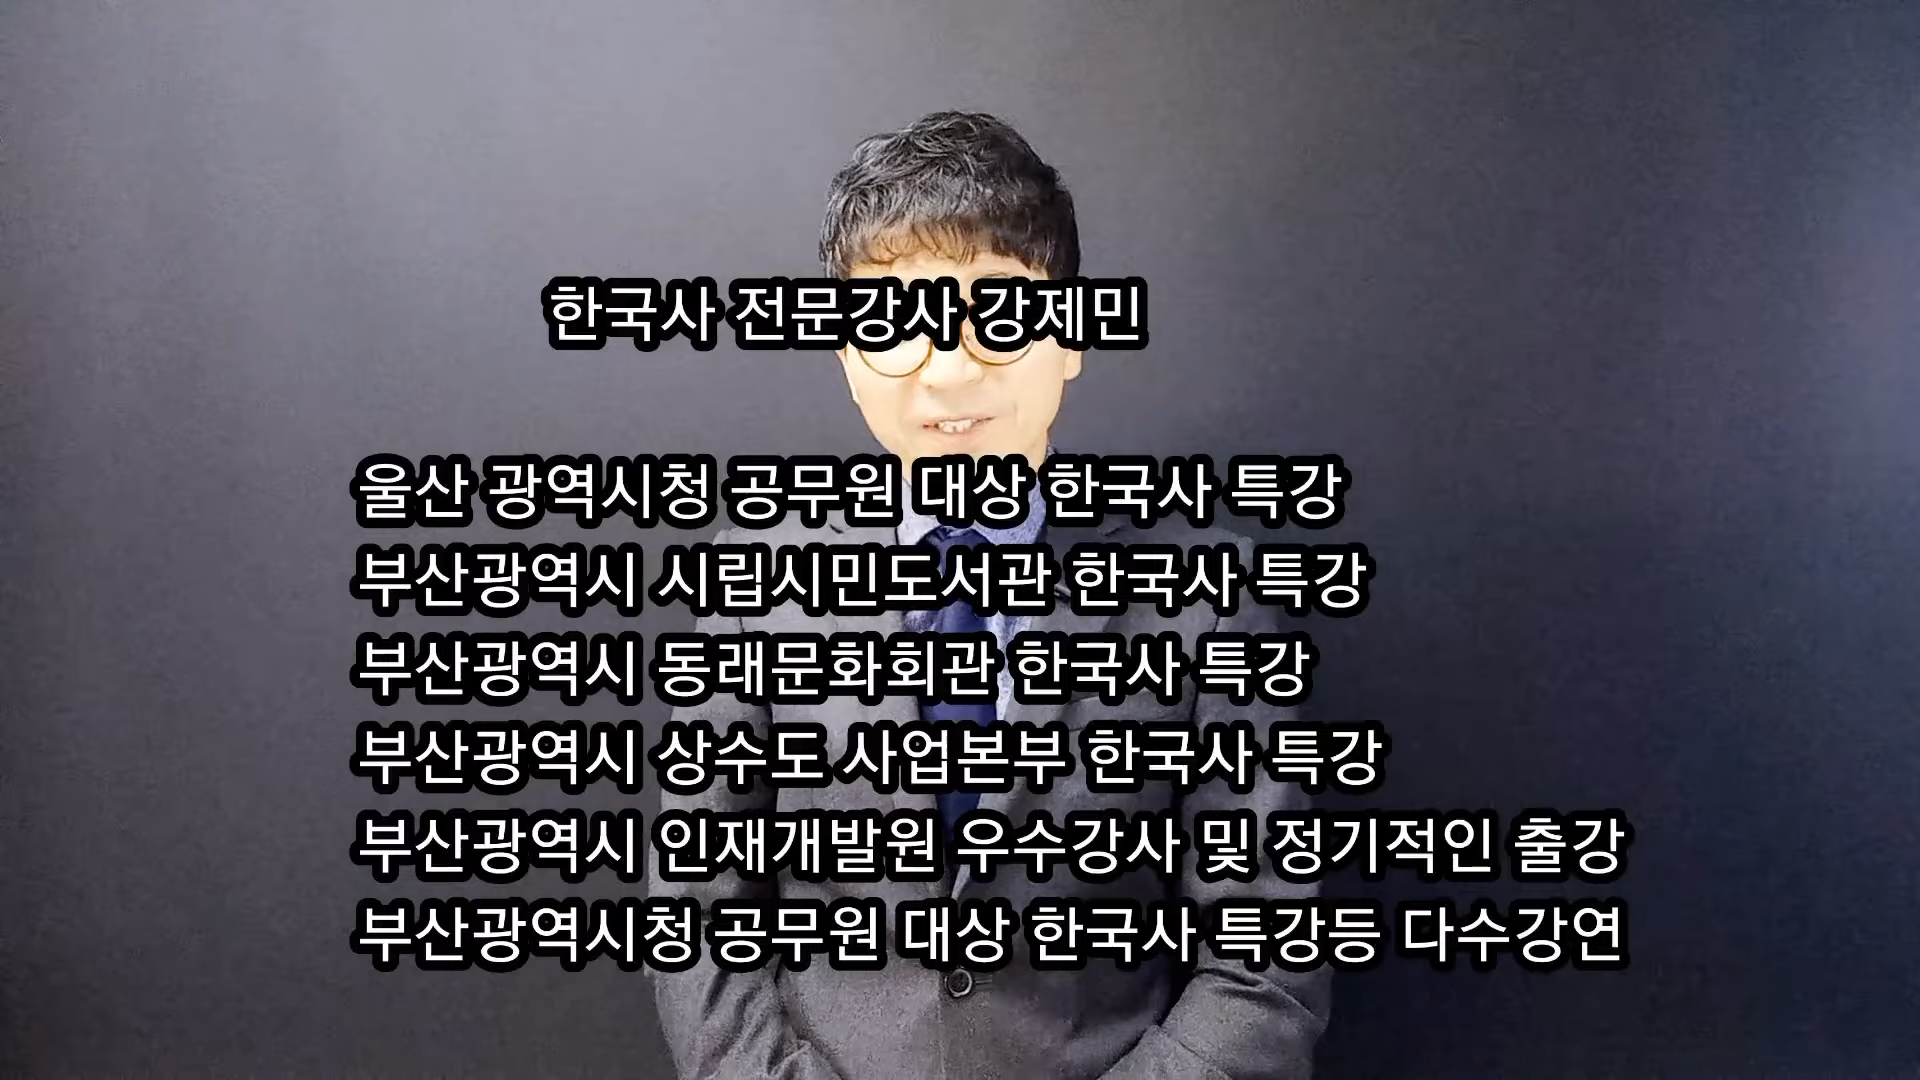 한국사 전문강사 강제민
울산 광역시청 공무원 대상 한국사 특강
부산광역시 시립시민도서관 한국사 특강
부산광역시 동래문화회관 한국사 특강
부산광역시 상수도 사업본부 한국사 특강
부산광역시 인재개발원 우수강사 및 정기적인 출강
부산광역시청 공무원 대상 한국사 특강등 다수강연